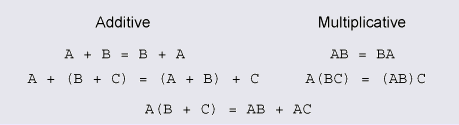 Additive Multiplicative
A + B = B + A AB = BA
A + (B + C) = (A + B) + C A(BC) = (AB)C
A(B + C) = AB + AC